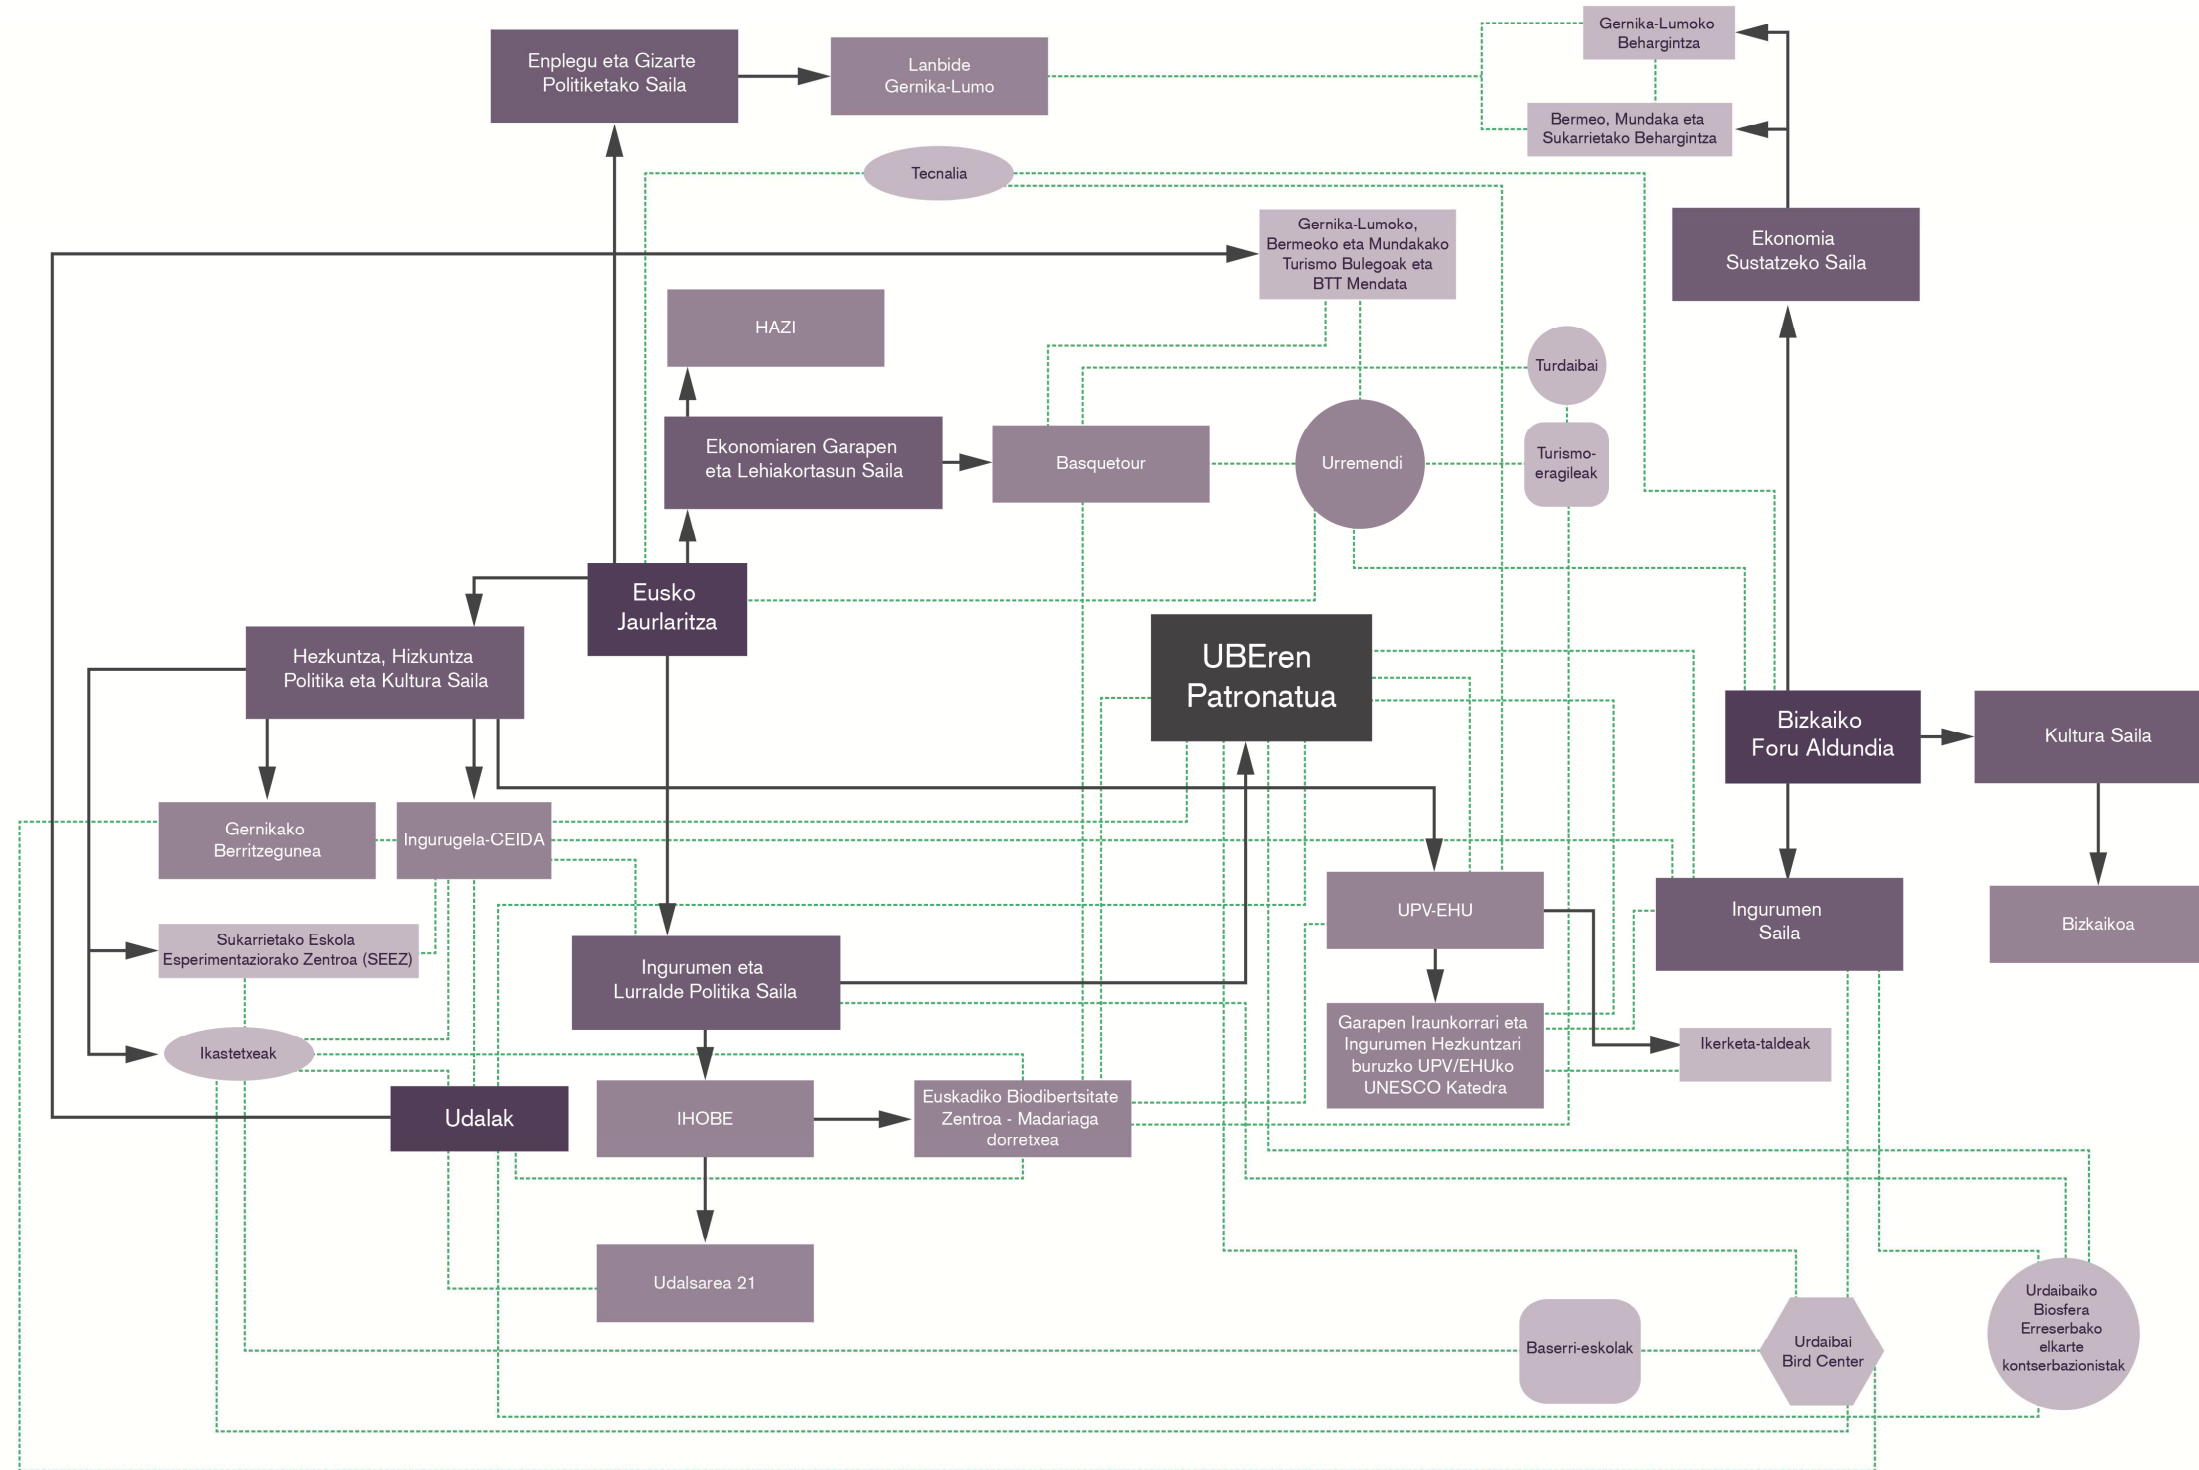 Gernika-Lumoko
Behargintza
Enplegu eta Gizarte
Politiketako Saila
Lanbide
Gernika-Lumo
Bermeo, Mundaka eta
Sukarrietako Behargintza
Tecnalia
Gernika-Lumoko,
Bermeoko eta Mundakako
Turismo Bulegoak eta
BTT Mendata
Ekonomia
Sustatzeko Saila
HAZI
Turdaibai
Ekonomiaren Garapen
eta Lehiakortasun Saila
Basquetour
Urremendi
Turismo-
eragileak
Eusko
Jaurlaritza
Hezkuntza, Hizkuntza
Politika eta Kultura Saila
UBEren
Patronatua
Bizkaiko
Foru Aldundia
Kultura Saila
Gernikako
Berritzegunea
Ingurugela-CEIDA
UPV-EHU
Ingurumen
Saila
Bizkaikoa
Sukarrietako Eskola
Esperimentaziorako Zentroa (SEEZ)
Ingurumen eta
Lurralde Politika Saila
Ikastetxeak
Garapen Iraunkorrari eta
Ingurumen Hezkuntzari
buruzko UPV/EHUko
UNESCO Katedra
Ikerketa-taldeak
Udalak
IHOBE
Euskadiko Biodibertsitate
Zentroa - Madariaga
dorretxea
Udalsarea 21
Baserri-eskolak
Urdaibai
Bird Center
Urdaibaiko
Biosfera
Erreserbako
elkarte
kontserbazionistak